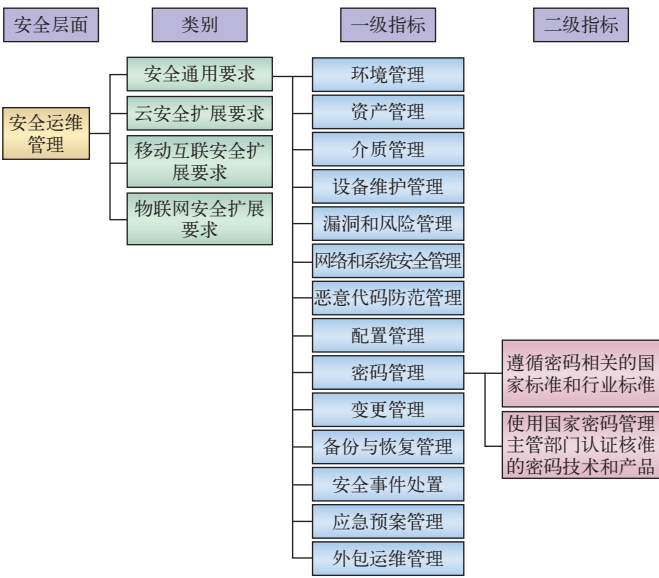 安全层面
类别
一级指标
二级指标
安全运维
管理
安全通用要求
云安全扩展要求
移动互联安全扩
展要求
物联网安全扩展
要求
环境管理
资产管理
介质管理
设备维护管理
漏洞和风险管理
网络和系统安全管理
恶意代码防范管理
配置管理
密码管理
变更管理
备份与恢复管理
安全事件处置
应急预案管理
外包运维管理
遵循密码相关的国
家标准和行业标准
使用国家密码管理
主管部门认证核准
的密码技术和产品